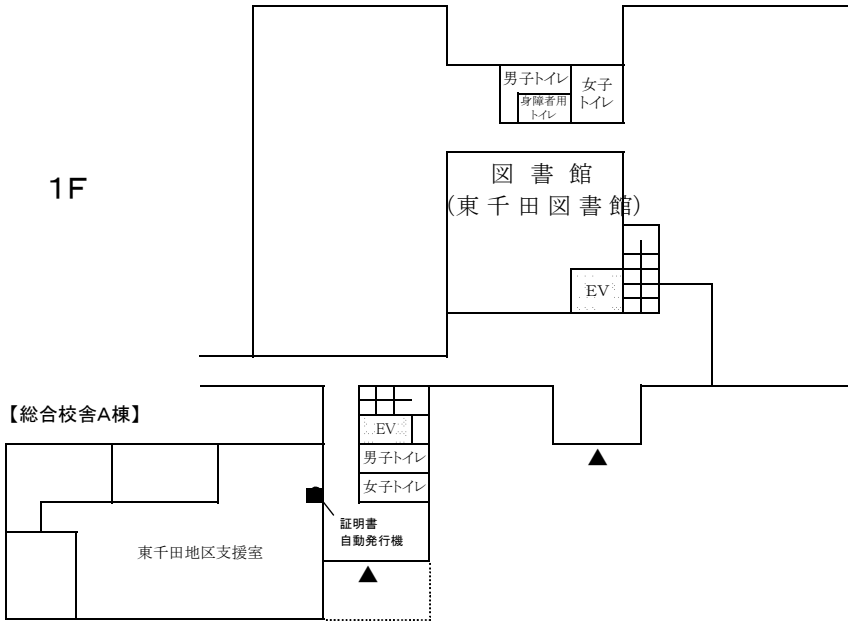 男子トイレ
女子
トイレ
身障者用
トイレ
1F
図書館
(東千田図書館)
EV
【総合校舎A棟】
EV
男子トイレ
女子トイレ
証明書
自動発行機
東千田地区支援室